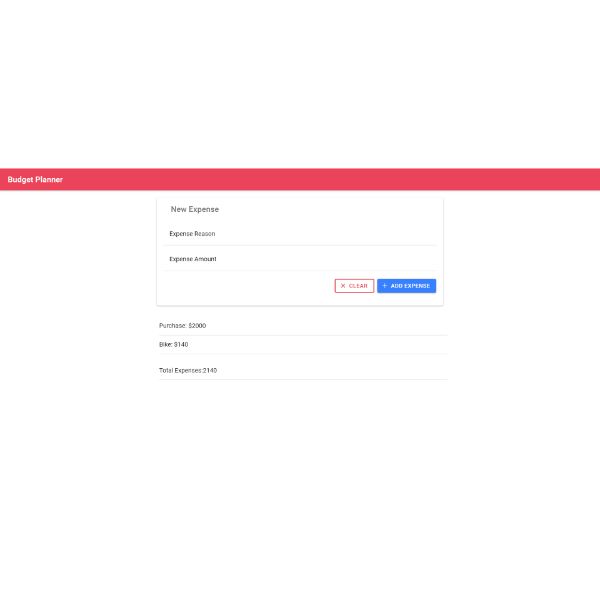 Budget Planner
New Expense
Expense Reason
Expense Amount
CLEAR
ADD EXPENSE
Purchase: $2000
Bike: $140
Total Expenses:2140